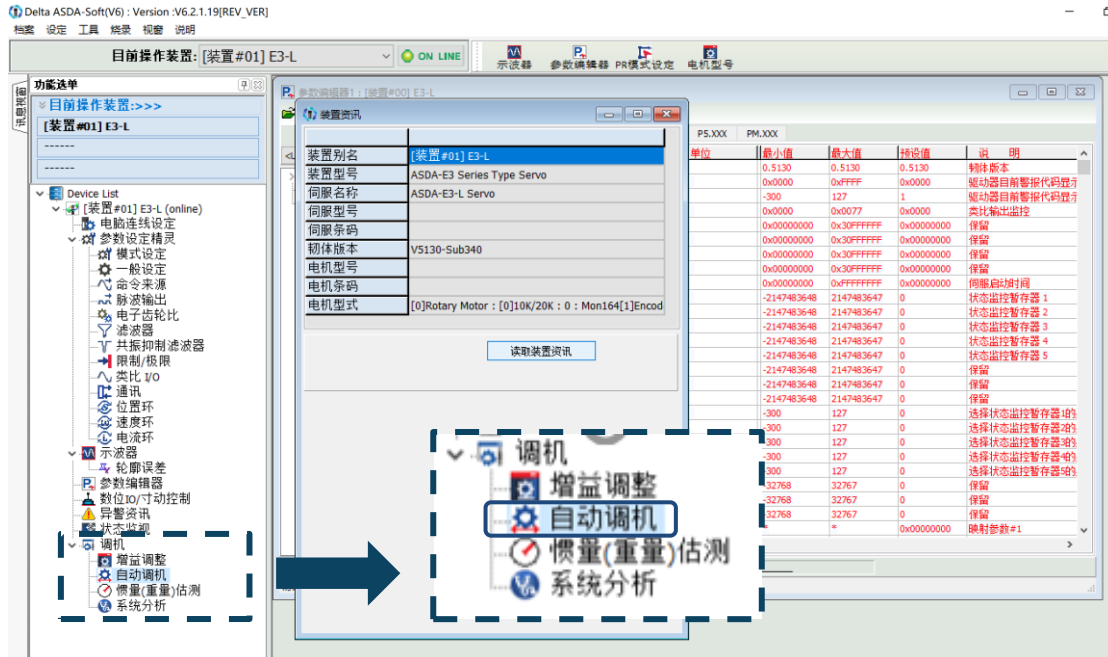 Delta ASDA-Soft(V6) : Version :V6.2.1.19[REV_VER]
档案 设定 工具 烧录 视窗 说明
目前操作装置: [装置#01] E3-L ON LINE 示波器 参数编辑器 PR模式设定 电机型号
讯息视窗
功能选单
目前操作装置:>>>
[装置#01] E3-L
------
------
Device List
[装置#01] E3-L (online)
电脑连线设定
参数设定精灵
模式设定
一般设定
命令来源
脉波输出
电子齿轮比
滤波器
共振抑制滤波器
限制/极限
类比 I/O
通讯
位置环
速度环
电流环
示波器
轮廓误差
参数编辑器
数位IO/寸动控制
异警资讯
状态监视
调机
增益调整
自动调机
惯量(重量)估测
系统分析
参数编辑器1 : [装置#00] E3-L
装置资讯
装置别名 [装置#01] E3-L
装置型号 ASDA-E3 Series Type Servo
伺服名称 ASDA-E3-L Servo
伺服型号
伺服条码
韧体版本 V5130-Sub340
电机型号
电机条码
电机型式 [0]Rotary Motor : [0]10K/20K : 0 : Mon164[1]Encod
读取装置资讯
P5.XXX PM.XXX
单位 最小值 最大值 预设值 说 明
0.5130 0.5130 0.5130 韧体版本
0x0000 0xFFFF 0x0000 驱动器目前警报代码显示
-300 127 1 驱动器目前警报代码显示
0x0000 0x0077 0x0000 类比输出监控
0x00000000 0x30FFFFFF 0x00000000 保留
0x00000000 0x30FFFFFF 0x00000000 保留
0x00000000 0x30FFFFFF 0x00000000 保留
0x00000000 0x30FFFFFF 0x00000000 保留
0x00000000 0xFFFFFFFF 0x00000000 伺服启动时间
-2147483648 2147483647 0 状态监控暂存器 1
-2147483648 2147483647 0 状态监控暂存器 2
-2147483648 2147483647 0 状态监控暂存器 3
-2147483648 2147483647 0 状态监控暂存器 4
-2147483648 2147483647 0 状态监控暂存器 5
-2147483648 2147483647 0 保留
-2147483648 2147483647 0 保留
-2147483648 2147483647 0 保留
-300 127 0 选择状态监控暂存器1的
-300 127 0 选择状态监控暂存器2的
-300 127 0 选择状态监控暂存器3的
-300 127 0 选择状态监控暂存器4的
-300 127 0 选择状态监控暂存器5的
-32768 32767 0 保留
-32768 32767 0 保留
-32768 32767 0 保留
* * 0x00000000 映射参数#1
调机
增益调整
自动调机
惯量(重量)估测
系统分析